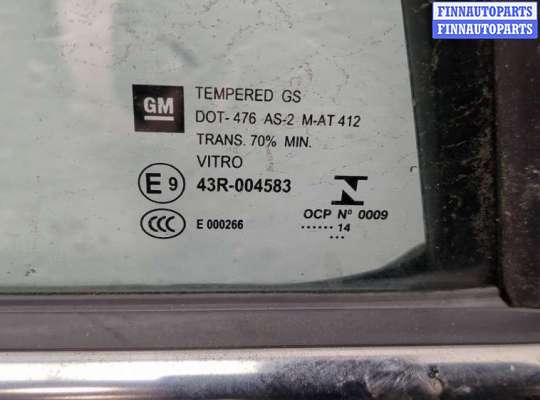 FINNAUTOPARTS
FINNAUTOPARTS
GM
TEMPERED GS
DOT- 476 AS-2 M-AT 412
TRANS. 70% MIN.
VITRO
E 9 43R-004583
CCC E 000266
OCP Nº 0009
...... 14
...